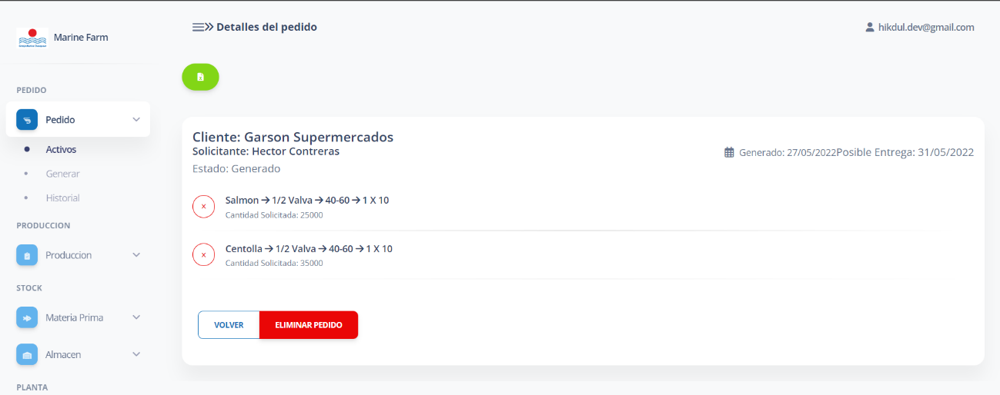 Marine Farm
Detalles del pedido
hikdul.dev@gmail.com
PEDIDO
Pedido
Activos
Generar
Historial
PRODUCCION
Produccion
STOCK
Materia Prima
Almacen
PLANTA
Cliente: Garson Supermercados
Solicitante: Hector Contreras
Generado: 27/05/2022Posible Entrega: 31/05/2022
Estado: Generado
x
Salmon → 1/2 Valva → 40-60 → 1 X 10
Cantidad Solicitada: 25000
x
Centolla → 1/2 Valva → 40-60 → 1 X 10
Cantidad Solicitada: 35000
VOLVER
ELIMINAR PEDIDO